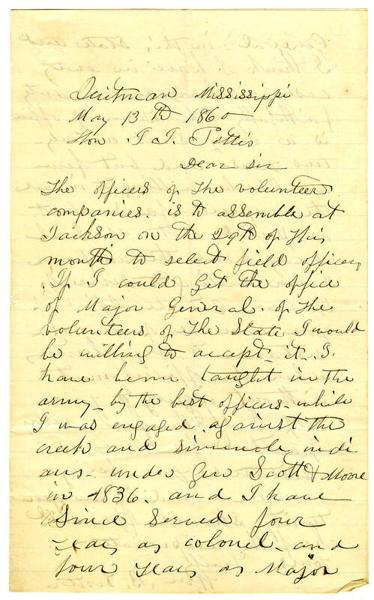 Quitman Mississippi
May 13th 1860
Hon J J Pettis
Dear sir
The officers of the volunteer
companies. is to assemble at
Jackson on the 29th of this
month to select field officers
. If I could get the office
of Major General. of the
volunteers of The State I would
be willing to accept it. I
have been taught in the
army by the best officers while
I was engaged against the
creek and siminole indi
ans under Gen Scott & Moore
in 1836. and I have
Since Served four
years as colonel. and
four years as Major